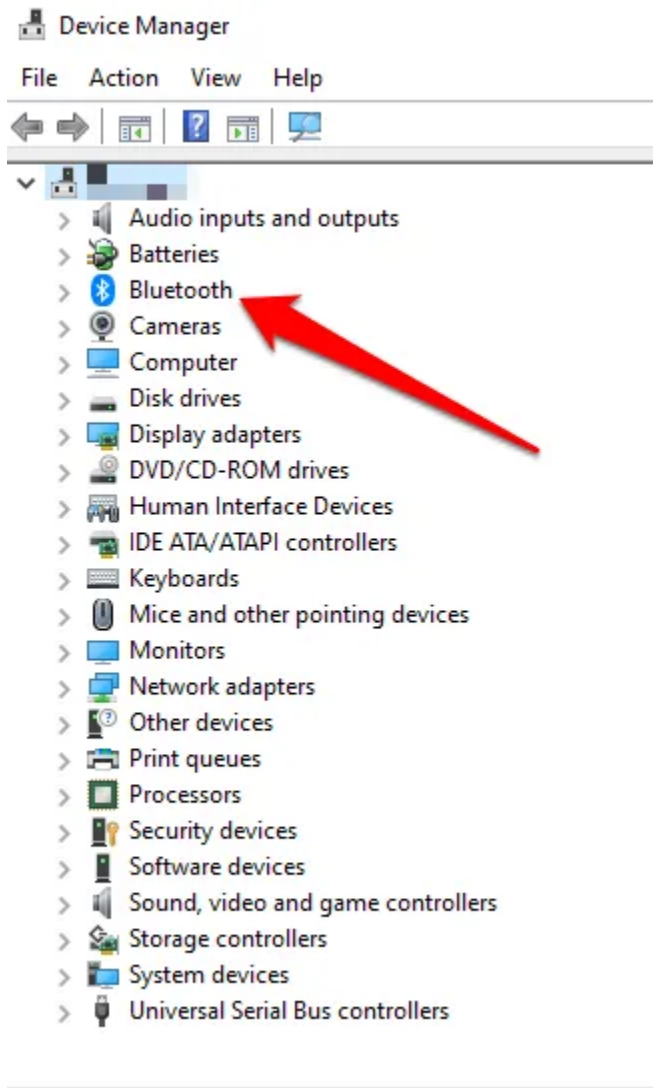 Device Manager
File Action View Help
Audio inputs and outputs
Batteries
Bluetooth
Cameras
Computer
Disk drives
Display adapters
DVD/CD-ROM drives
Human Interface Devices
IDE ATA/ATAPI controllers
Keyboards
Mice and other pointing devices
Monitors
Network adapters
Other devices
Print queues
Processors
Security devices
Software devices
Sound, video and game controllers
Storage controllers
System devices
Universal Serial Bus controllers